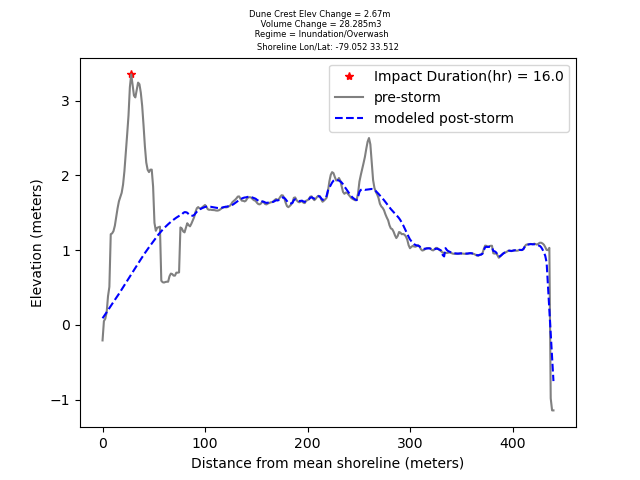 Dune Crest Elev Change = 2.67m
Volume Change = 28.285m3
Regime = Inundation/Overwash
Shoreline Lon/Lat: -79.052 33.512
Impact Duration(hr) = 16.0
pre-storm
modeled post-storm
Elevation (meters)
3
2
1
0
−1
0 100 200 300 400
Distance from mean shoreline (meters)